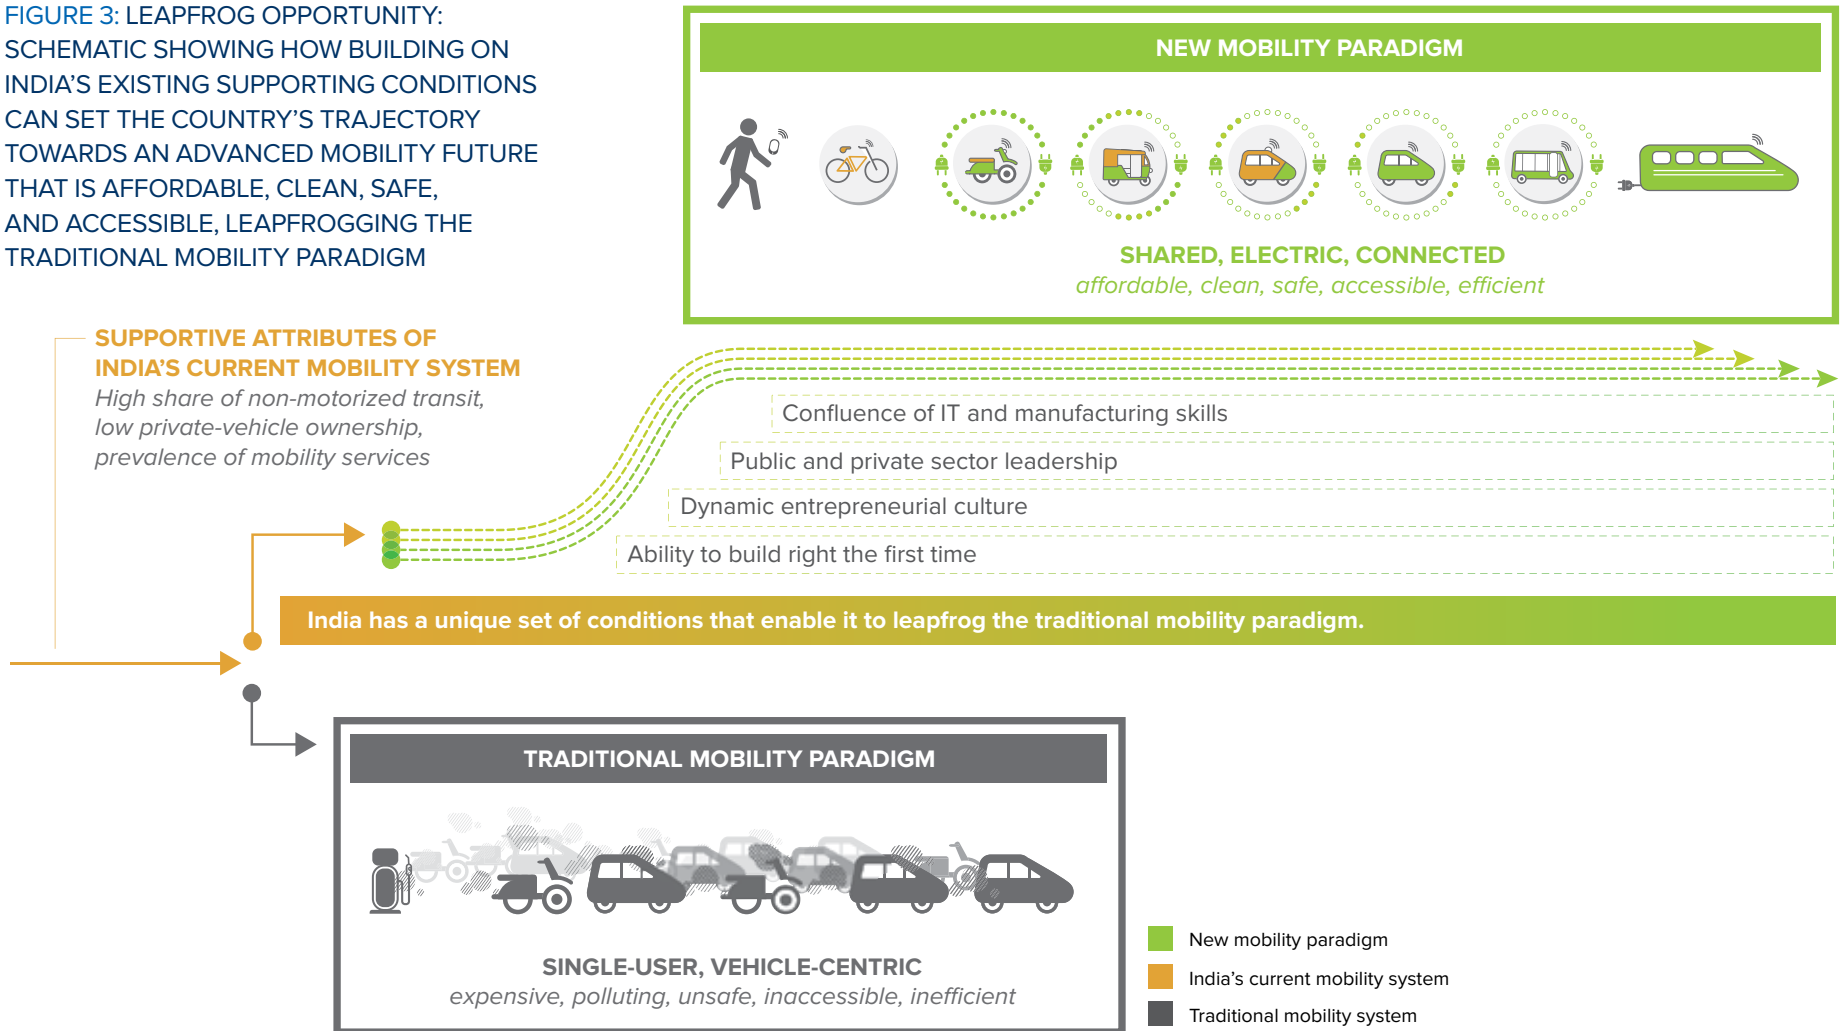 FIGURE 3: LEAPFROG OPPORTUNITY:
SCHEMATIC SHOWING HOW BUILDING ON
INDIA’S EXISTING SUPPORTING CONDITIONS
CAN SET THE COUNTRY’S TRAJECTORY
TOWARDS AN ADVANCED MOBILITY FUTURE
THAT IS AFFORDABLE, CLEAN, SAFE,
AND ACCESSIBLE, LEAPFROGGING THE
TRADITIONAL MOBILITY PARADIGM
NEW MOBILITY PARADIGM
SHARED, ELECTRIC, CONNECTED
affordable, clean, safe, accessible, efficient
SUPPORTIVE ATTRIBUTES OF
INDIA’S CURRENT MOBILITY SYSTEM
High share of non-motorized transit,
low private-vehicle ownership,
prevalence of mobility services
Confluence of IT and manufacturing skills
Public and private sector leadership
Dynamic entrepreneurial culture
Ability to build right the first time
India has a unique set of conditions that enable it to leapfrog the traditional mobility paradigm.
TRADITIONAL MOBILITY PARADIGM
SINGLE-USER, VEHICLE-CENTRIC
expensive, polluting, unsafe, inaccessible, inefficient
New mobility paradigm
India’s current mobility system
Traditional mobility system